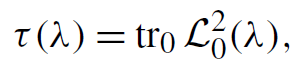 τ(λ) = tr₀ ℒ₀²(λ),